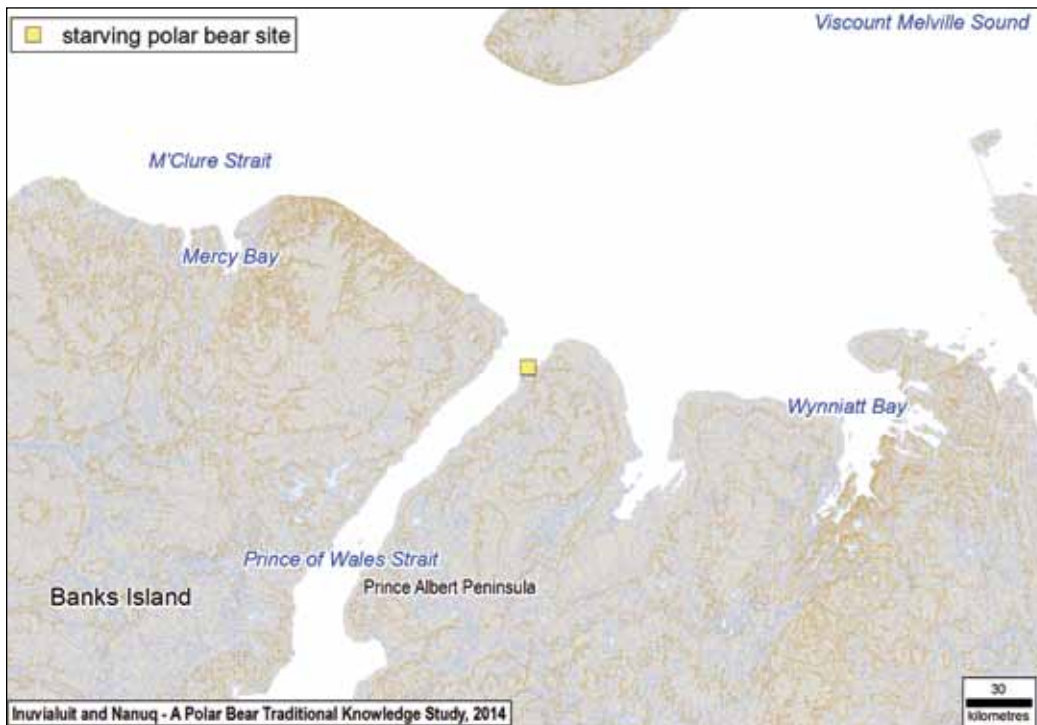 starving polar bear site
Viscount Melville Sound
M'Clure Strait
Mercy Bay
Wynniatt Bay
Prince of Wales Strait
Prince Albert Peninsula
Banks Island
30
kilometres
Inuvialuit and Nanuq - A Polar Bear Traditional Knowledge Study, 2014